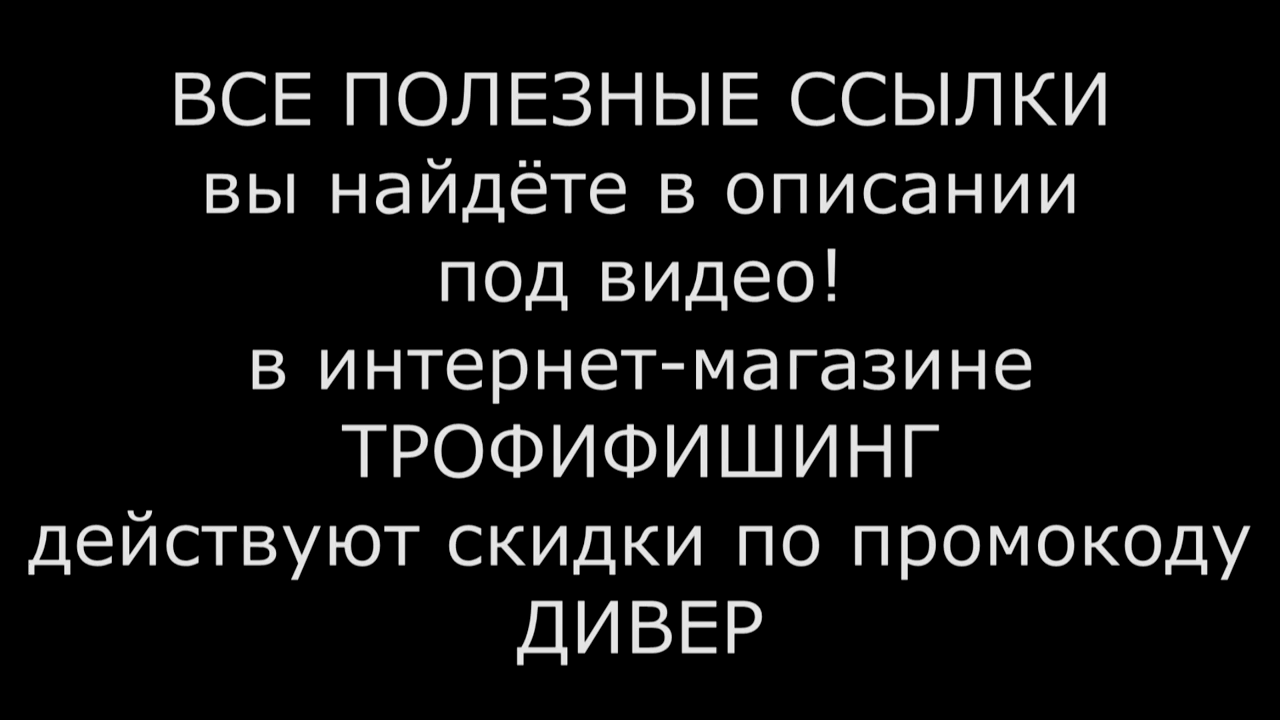 ВСЕ ПОЛЕЗНЫЕ ССЫЛКИ
вы найдёте в описании
под видео!
в интернет-магазине
ТРОФИФИШИНГ
действуют скидки по промокоду
ДИВЕР